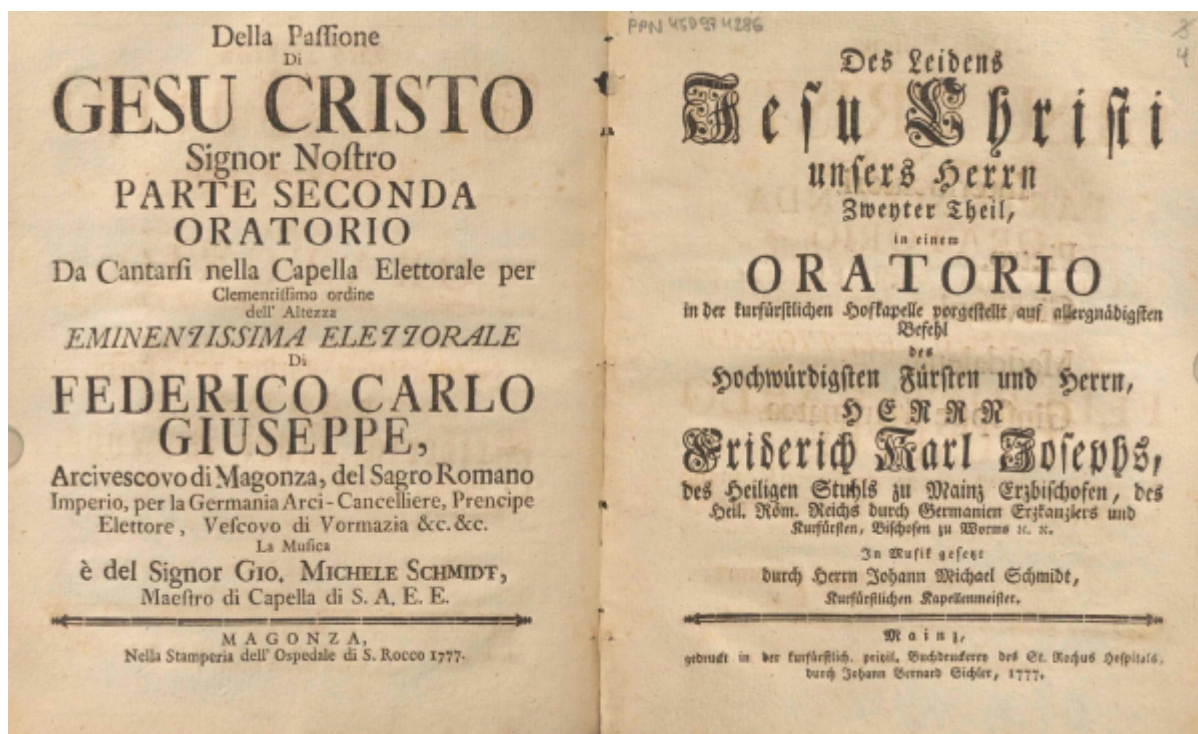 Della Paſſione
Di
GESU CRISTO
Signor Noſtro
PARTE SECONDA
ORATORIO
Da Cantarſi nella Capella Elettorale per
Clementiſſimo ordine
dell' Altezza
EMINENTISSIMA ELETTORALE
Di
FEDERICO CARLO
GIUSEPPE,
Arcivescovo di Magonza, del Sagro Romano
Imperio, per la Germania Arci-Cancelliere, Prencipe
Elettore, Veſcovo di Vormazia &c. &c.
La Muſica
è del Signor GIO. MICHELE SCHMIDT,
Maeſtro di Capella di S. A. E. E.
MAGONZA,
Nella Stamperia dell' Ospedale di S. Rocco 1777.
PPN 450974286
4
Des Leidens
Jeſu Chriſti
unſers Herrn
Zweyter Theil,
in einem
ORATORIO
in der kurfürſtlichen Hofkapelle vorgeſtellt auf allergnädigſten
Befehl
des
Hochwürdigſten Fürſten und Herrn,
HERRN
Friderich Karl Joſephs,
des Heiligen Stuhls zu Mainz Erzbiſchofen, des
Heil. Röm. Reichs durch Germanien Erzkanzlers und
Kurfürſten, Biſchofen zu Worms ꝛc. ꝛc.
In Muſik geſetzt
durch Herrn Johann Michael Schmidt,
Kurfürſtlichen Kapellenmeiſter.
Mainz,
gedruckt in der kurfürſtlich. privil. Buchdruckerey des St. Rochus Hoſpitals,
durch Johann Bernard Sichler, 1777.